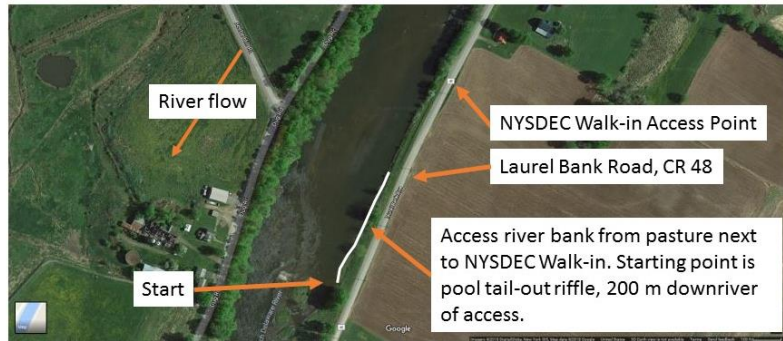 River flow
NYSDEC Walk-in Access Point
Laurel Bank Road, CR 48
Access river bank from pasture next
to NYSDEC Walk-in. Starting point is
pool tail-out riffle, 200 m downriver
of access.
Start
Google